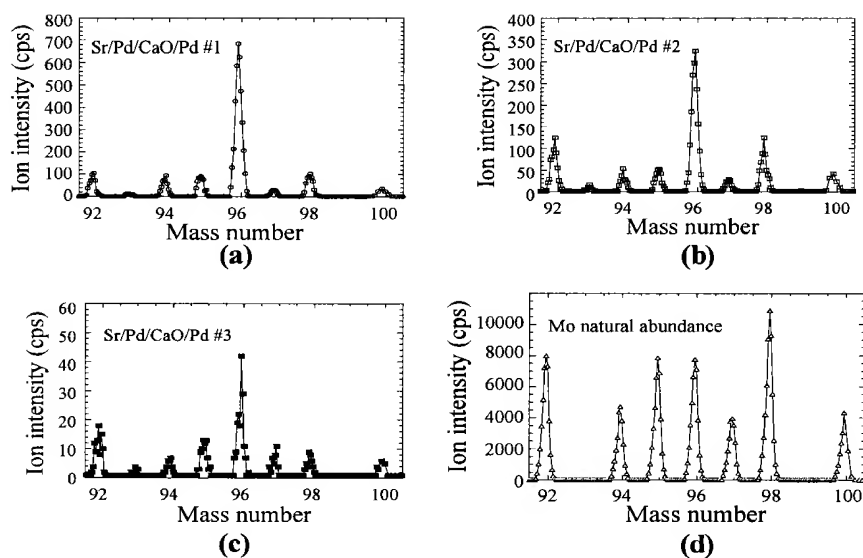 800
700
600
500
400
300
200
100
0
Ion intensity (cps)
Sr/Pd/CaO/Pd #1
92 94 96 98 100
Mass number
(a)
400
350
300
250
200
150
100
50
0
Ion intensity (cps)
Sr/Pd/CaO/Pd #2
92 94 96 98 100
Mass number
(b)
60
50
40
30
20
10
0
Ion intensity (cps)
Sr/Pd/CaO/Pd #3
92 94 96 98 100
Mass number
(c)
10000
8000
6000
4000
2000
0
Ion intensity (cps)
Mo natural abundance
92 94 96 98 100
Mass number
(d)